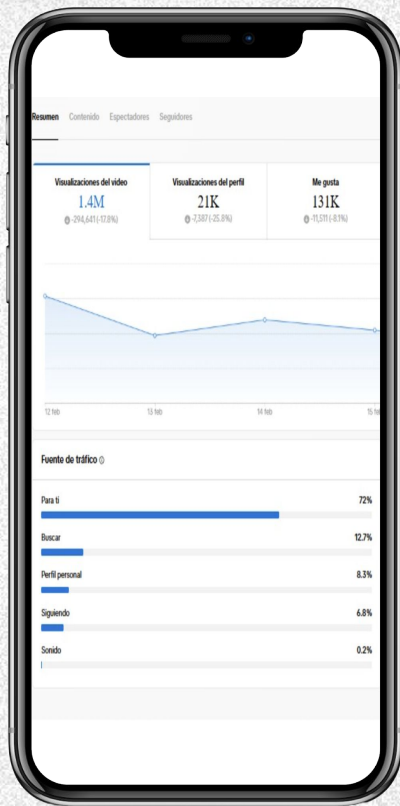 Resumen Contenido Espectadores Seguidores
Visualizaciones del video Visualizaciones del perfil Me gusta
1.4M 21K 131K
-294,641 (-17.8%) -7,387 (-25.8%) -11,511 (-8.1%)
12 feb 13 feb 14 feb 15 feb
Fuente de tráfico
Para ti 72%
Buscar 12.7%
Perfil personal 8.3%
Siguiendo 6.8%
Sonido 0.2%